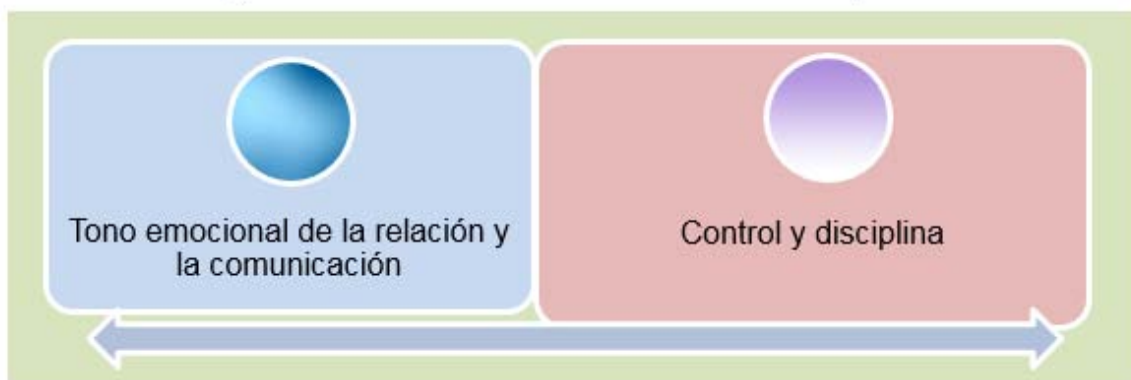 Tono emocional de la relación y
la comunicación
Control y disciplina